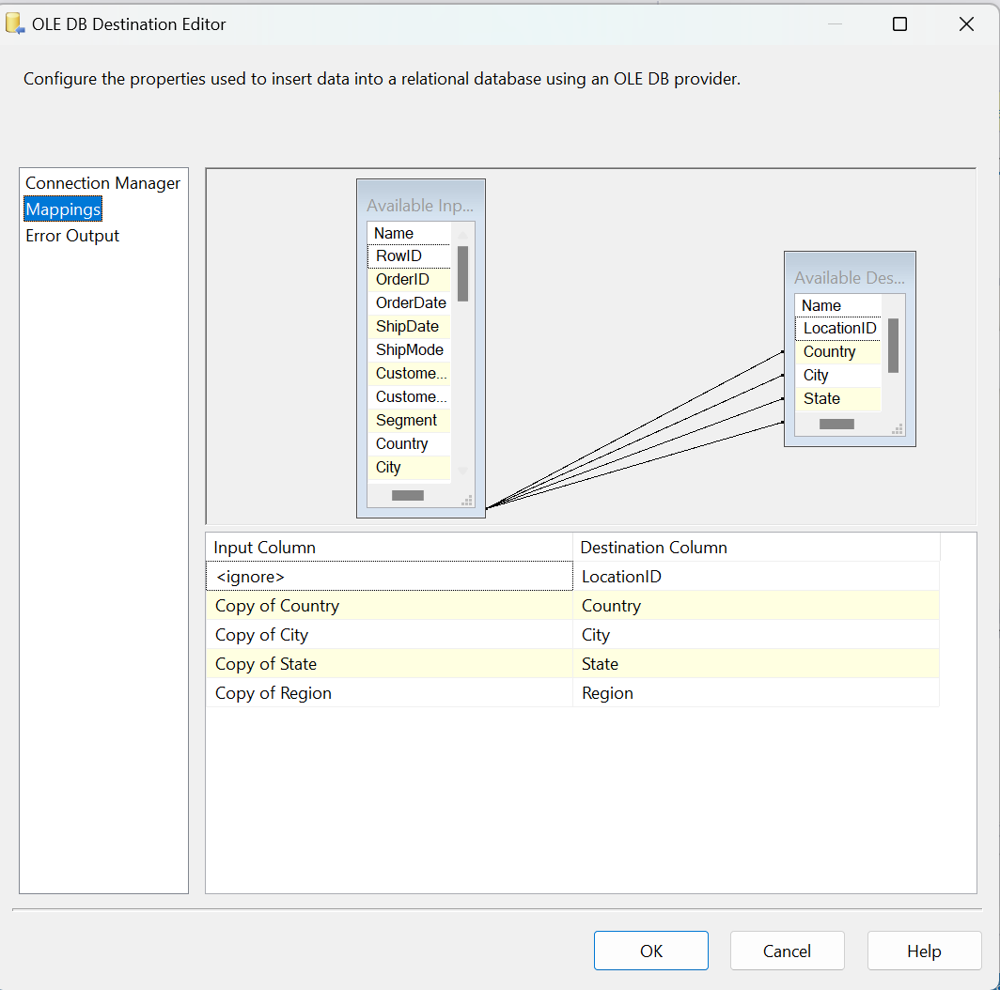 OLE DB Destination Editor
Configure the properties used to insert data into a relational database using an OLE DB provider.
Connection Manager
Mappings
Error Output
Available Inp...
Name
RowID
OrderID
OrderDate
ShipDate
ShipMode
Custome...
Custome...
Segment
Country
City
Available Des...
Name
LocationID
Country
City
State
Input Column Destination Column
<ignore> LocationID
Copy of Country Country
Copy of City City
Copy of State State
Copy of Region Region
OK Cancel Help